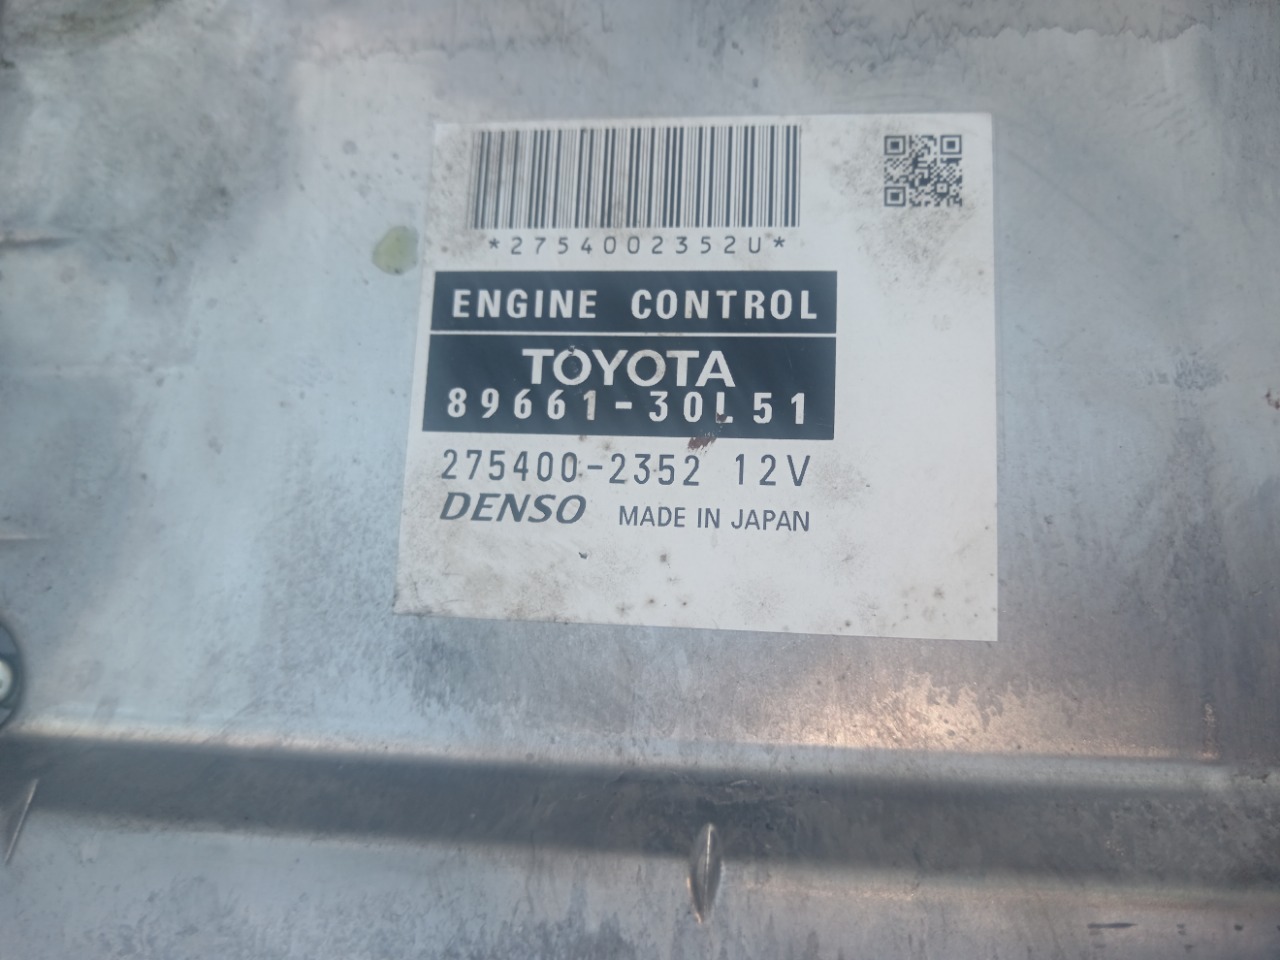 *2754002352U*
ENGINE CONTROL
TOYOTA
89661-30L51
275400-2352 12V
DENSO MADE IN JAPAN